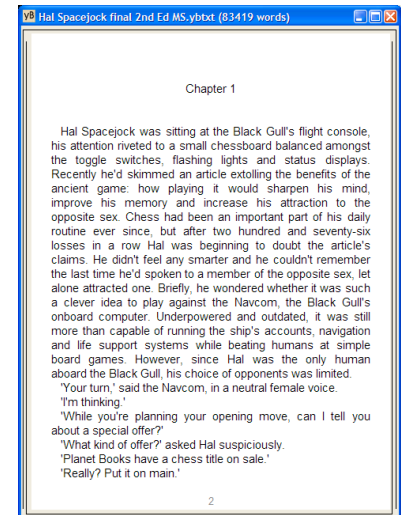 yB Hal Spacejock final 2nd Ed MS.ybtxt (83419 words)
Chapter 1
Hal Spacejock was sitting at the Black Gull's flight console,
his attention riveted to a small chessboard balanced amongst
the toggle switches, flashing lights and status displays.
Recently he'd skimmed an article extolling the benefits of the
ancient game: how playing it would sharpen his mind,
improve his memory and increase his attraction to the
opposite sex. Chess had been an important part of his daily
routine ever since, but after two hundred and seventy-six
losses in a row Hal was beginning to doubt the article's
claims. He didn't feel any smarter and he couldn't remember
the last time he'd spoken to a member of the opposite sex, let
alone attracted one. Briefly, he wondered whether it was such
a clever idea to play against the Navcom, the Black Gull's
onboard computer. Underpowered and outdated, it was still
more than capable of running the ship's accounts, navigation
and life support systems while beating humans at simple
board games. However, since Hal was the only human
aboard the Black Gull, his choice of opponents was limited.
'Your turn,' said the Navcom, in a neutral female voice.
'I'm thinking.'
'While you're planning your opening move, can I tell you
about a special offer?'
'What kind of offer?' asked Hal suspiciously.
'Planet Books have a chess title on sale.'
'Really? Put it on main.'
2